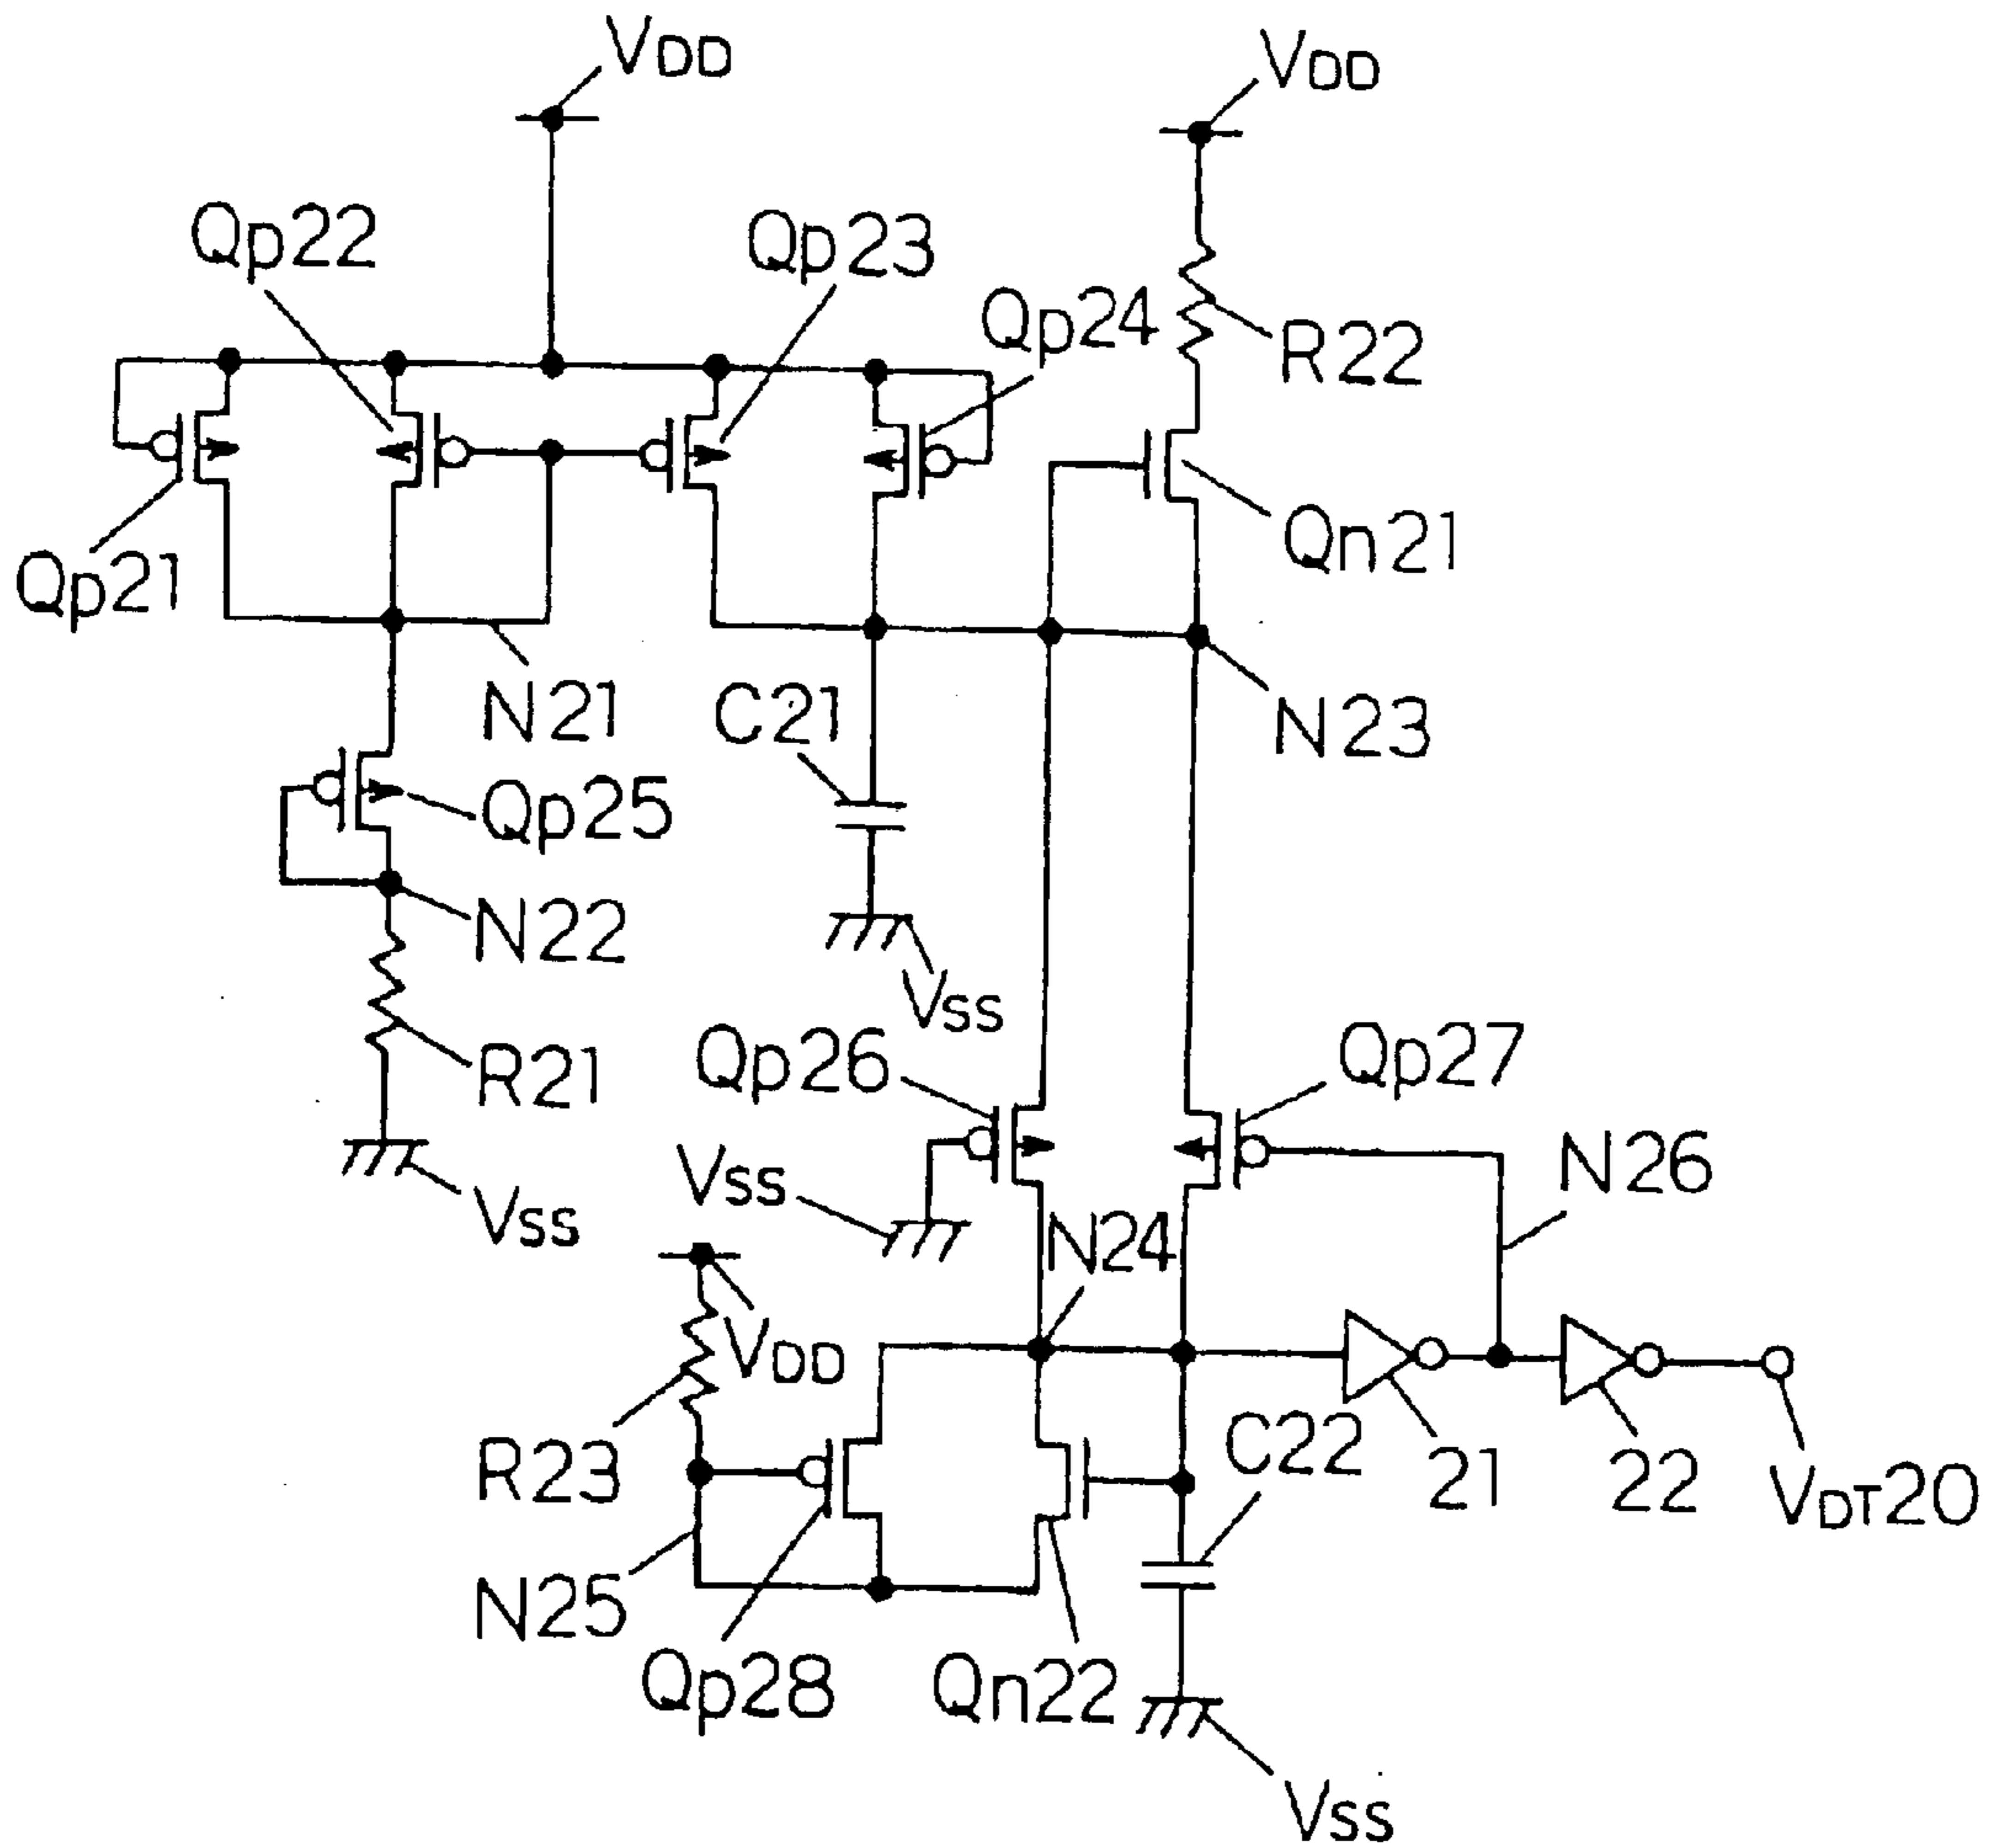 VDD
VDD
Qp22
Qp23
Qp24
R22
Qn21
Qp21
N21
C21
N23
Qp25
N22
Vss
R21
Qp26
Qp27
Vss
N26
Vss
N24
VDD
R23
C22
21
22
VDT20
N25
Qp28
Qn22
Vss